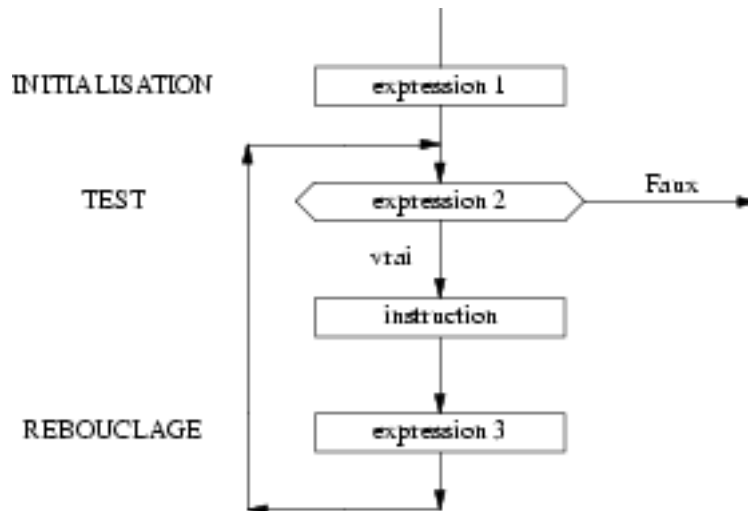 INITIALISATION
expression 1
TEST
expression 2
Faux
vrai
instruction
REBOUCLAGE
expression 3